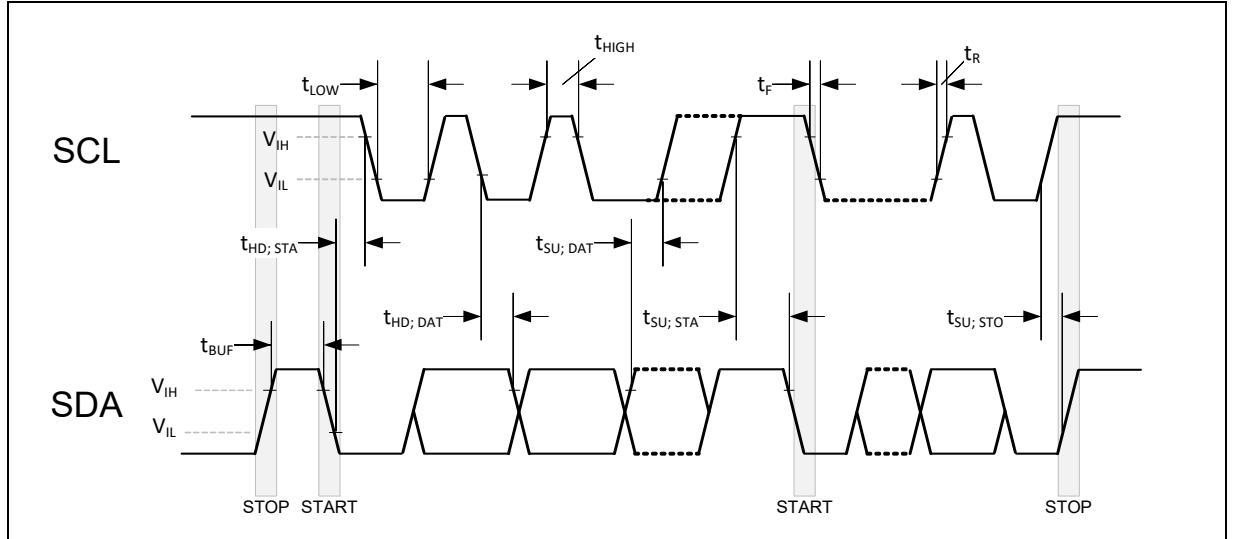 tHIGH
tR
tLOW
tF
VIH
SCL
VIL
tHD; STA
tSU; DAT
tHD; DAT
tSU; STA
tSU; STO
tBUF
VIH
SDA
VIL
STOP START START STOP